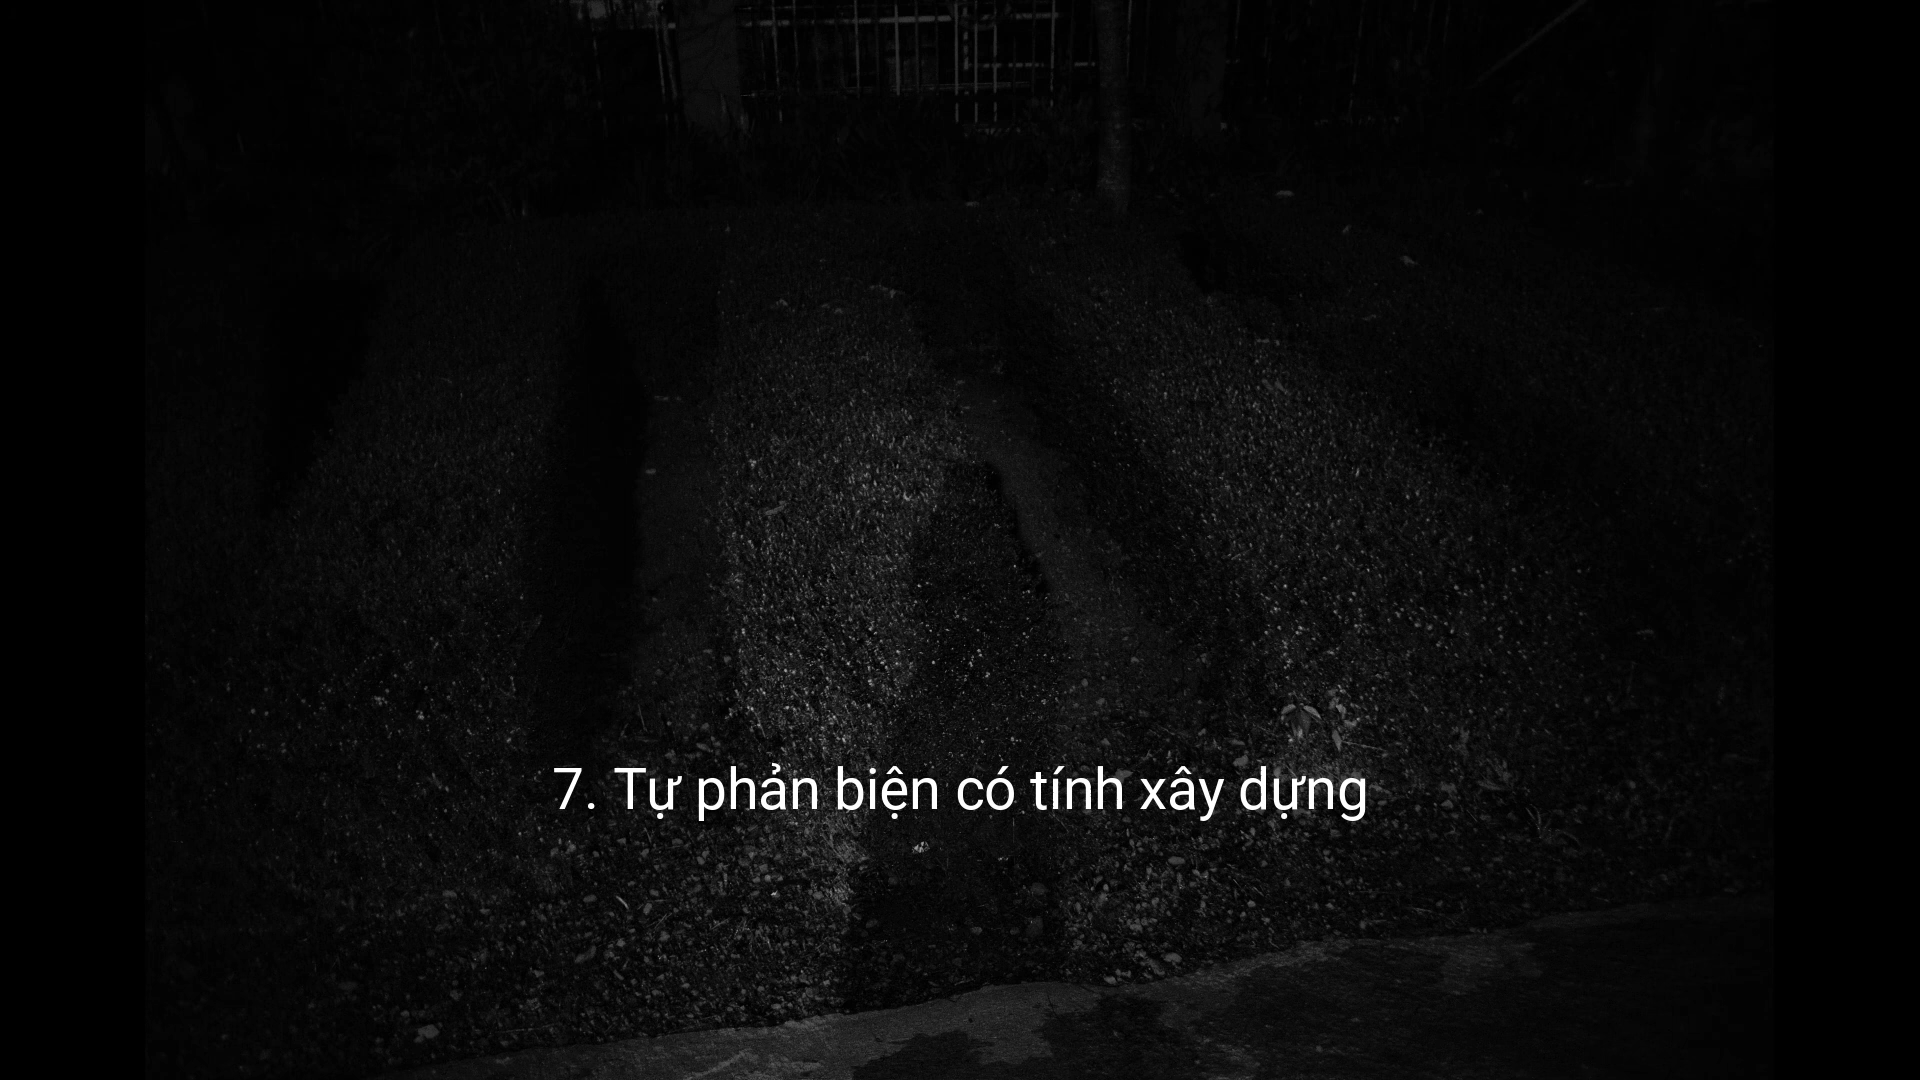 7. Tự phản biện có tính xây dựng